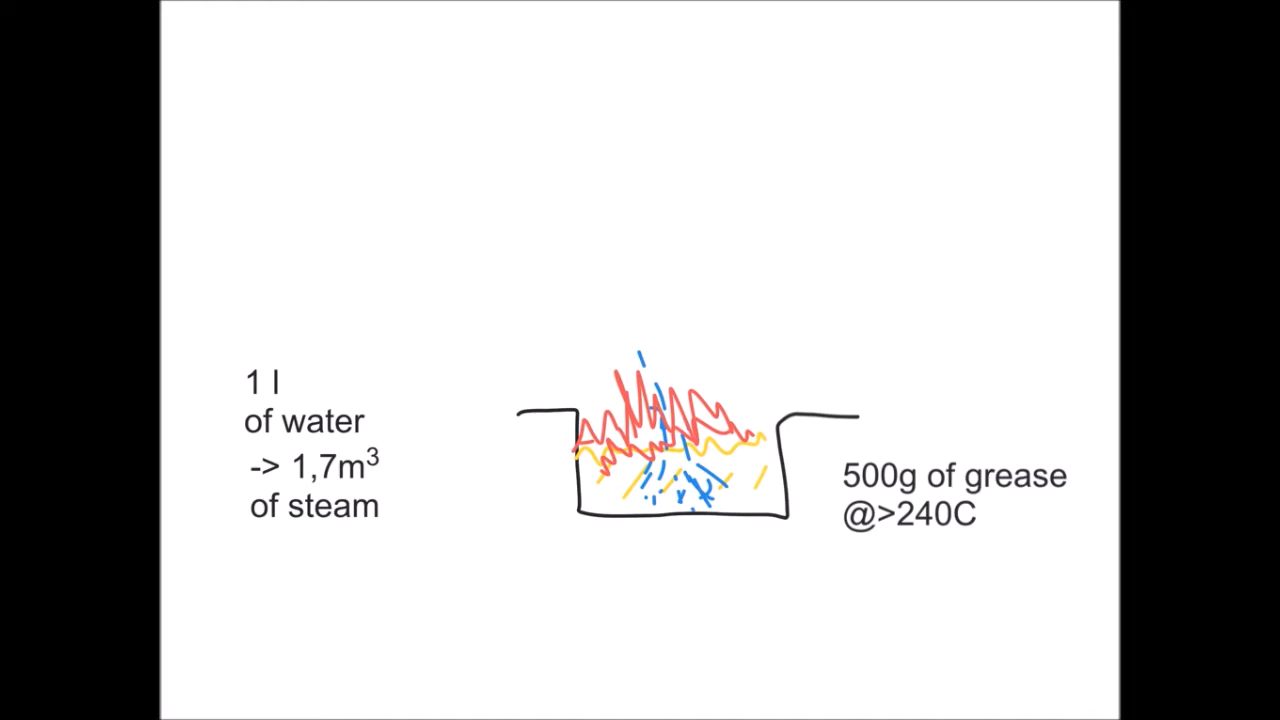 1 l
of water
-> 1,7m³
of steam
500g of grease
@>240C